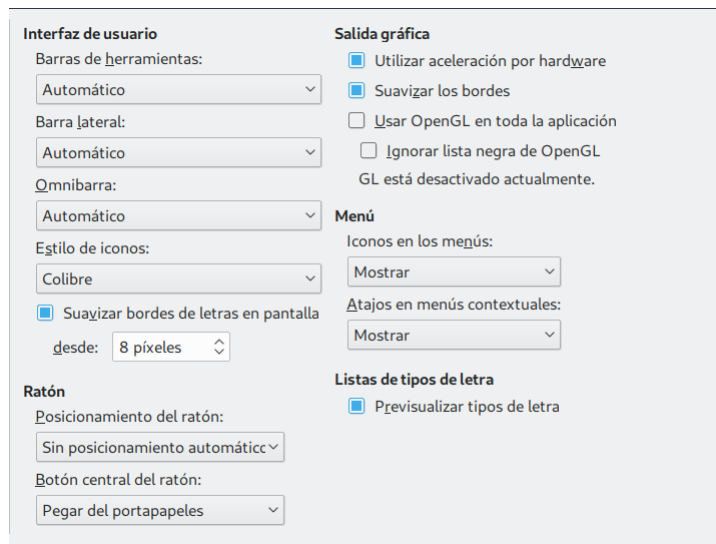 Interfaz de usuario
Barras de herramientas:
Automático
Barra lateral:
Automático
Omnibarra:
Automático
Estilo de iconos:
Colibre
Suavizar bordes de letras en pantalla
desde: 8 píxeles
Ratón
Posicionamiento del ratón:
Sin posicionamiento automátic
Botón central del ratón:
Pegar del portapapeles
Salida gráfica
Utilizar aceleración por hardware
Suavizar los bordes
Usar OpenGL en toda la aplicación
Ignorar lista negra de OpenGL
GL está desactivado actualmente.
Menú
Iconos en los menús:
Mostrar
Atajos en menús contextuales:
Mostrar
Listas de tipos de letra
Previsualizar tipos de letra